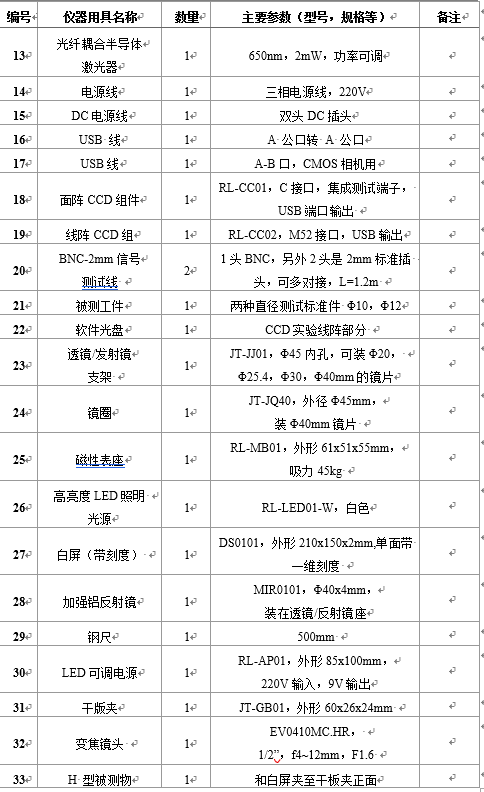 编号 仪器用具名称 数量 主要参数（型号，规格等） 备注
13 光纤耦合半导体 1 650nm，2mW，功率可调
激光器
14 电源线 1 三相电源线，220V
15 DC 电源线 1 双头 DC 插头
16 USB 线 1 A 公口转 A 公口
17 USB线 1 A-B 口，CMOS 相机用
18 面阵 CCD 组件 1 RL-CC01，C 接口，集成测试端子，
USB 端口输出
19 线阵 CCD 组 1 RL-CC02，M52 接口，USB 输出
20 BNC-2mm 信号 2 1 头 BNC，另外 2 头是 2mm 标准插
测试线 头，可多对接，L=1.2m
21 被测工件 1 两种直径测试标准件 Φ10，Φ12
22 软件光盘 1 CCD 实验线阵部分
23 透镜/发射镜 1 JT-JJ01，Φ45 内孔，可装 Φ20，
支架 Φ25.4，Φ30，Φ40mm 的镜片
24 镜圈 1 JT-JQ40，外径 Φ45mm，
装 Φ40mm 镜片
25 磁性表座 1 RL-MB01，外形 61x51x55mm，
吸力 45kg
26 高亮度 LED 照明 1 RL-LED01-W，白色
光源
27 白屏（带刻度） 1 DS0101，外形 210x150x2mm,单面带
一维刻度
28 加强铝反射镜 1 MIR0101，Φ40x4mm，
装在透镜/反射镜座
29 钢尺 1 500mm
30 LED 可调电源 1 RL-AP01，外形 85x100mm，
220V 输入，9V 输出
31 干版夹 1 JT-GB01，外形 60x26x24mm
32 变焦镜头 1 EV0410MC.HR，
1/2”，f4~12mm，F1.6
33 H 型被测物 1 和白屏夹至干板夹正面